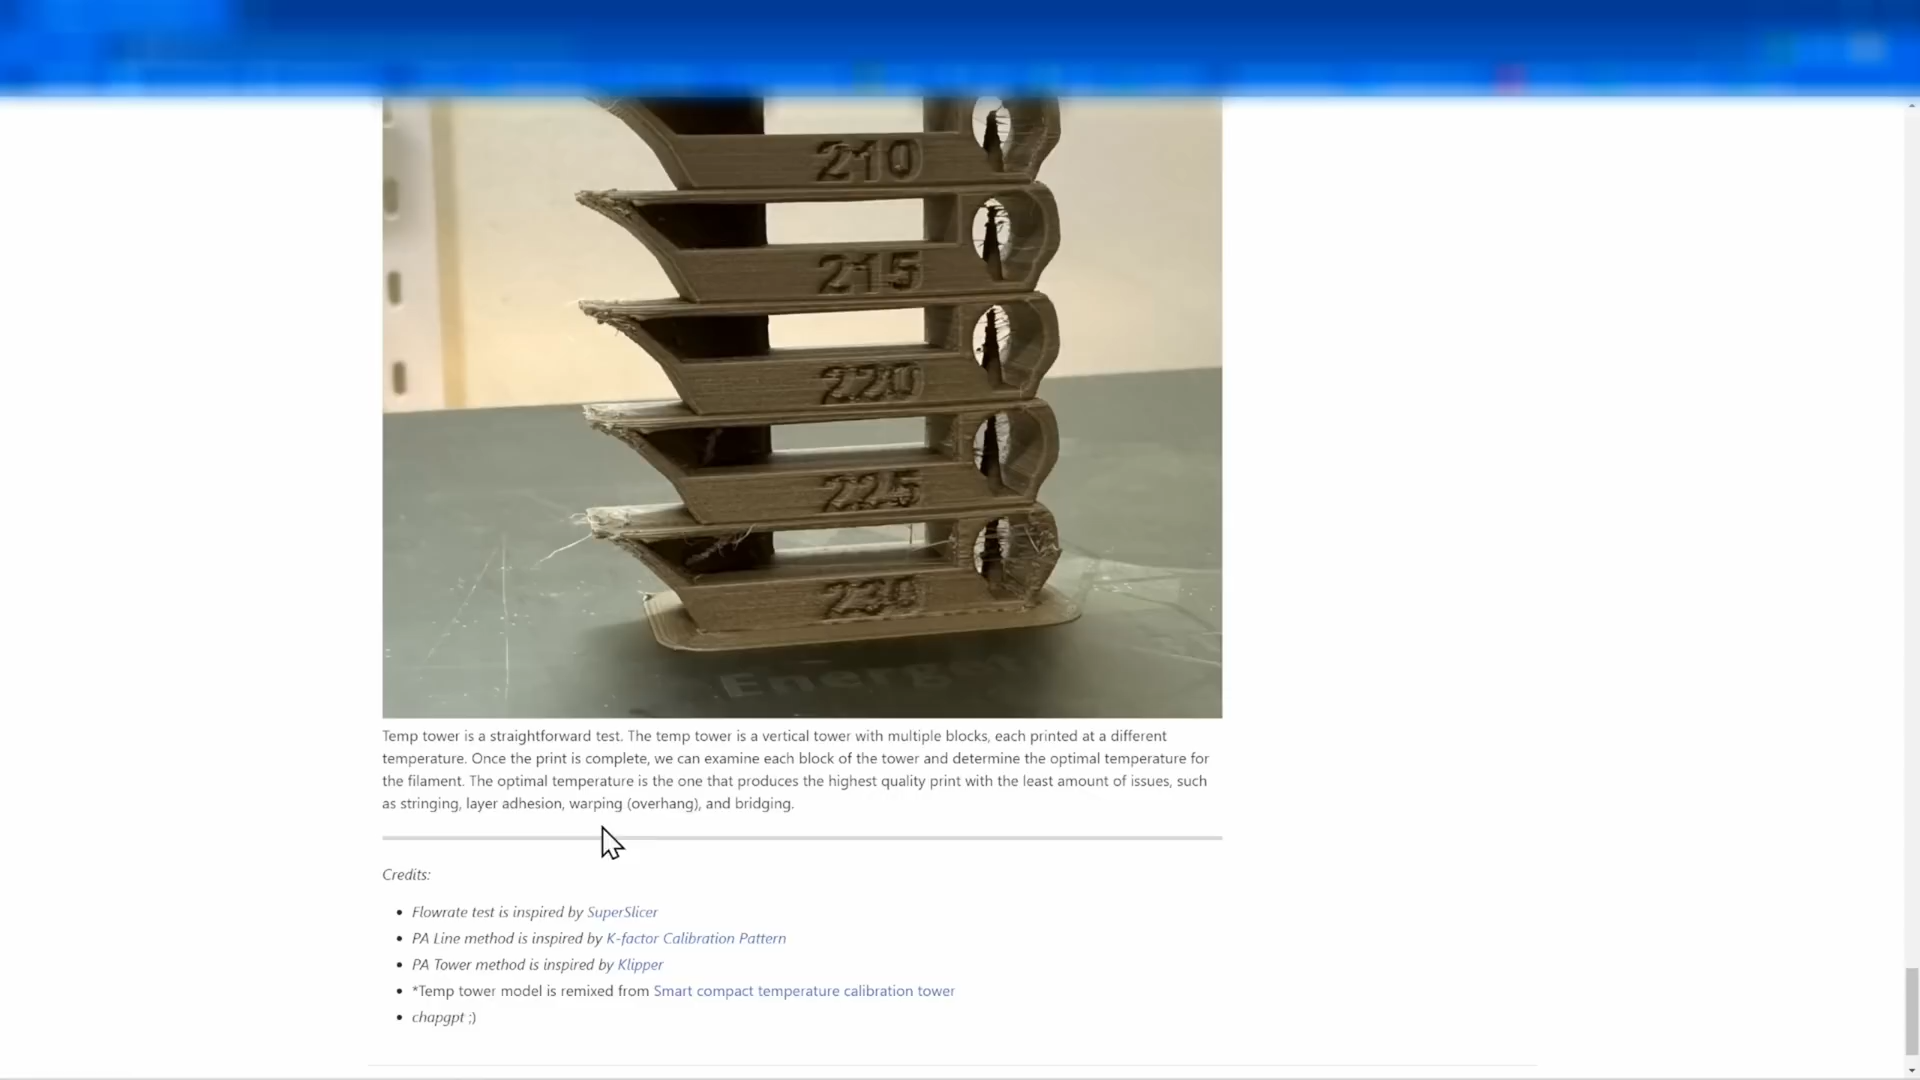 210
215
220
225
230
Energet
Temp tower is a straightforward test. The temp tower is a vertical tower with multiple blocks, each printed at a different
temperature. Once the print is complete, we can examine each block of the tower and determine the optimal temperature for
the filament. The optimal temperature is the one that produces the highest quality print with the least amount of issues, such
as stringing, layer adhesion, warping (overhang), and bridging.
Credits:
• Flowrate test is inspired by SuperSlicer
• PA Line method is inspired by K-factor Calibration Pattern
• PA Tower method is inspired by Klipper
• *Temp tower model is remixed from Smart compact temperature calibration tower
• chapgpt ;)